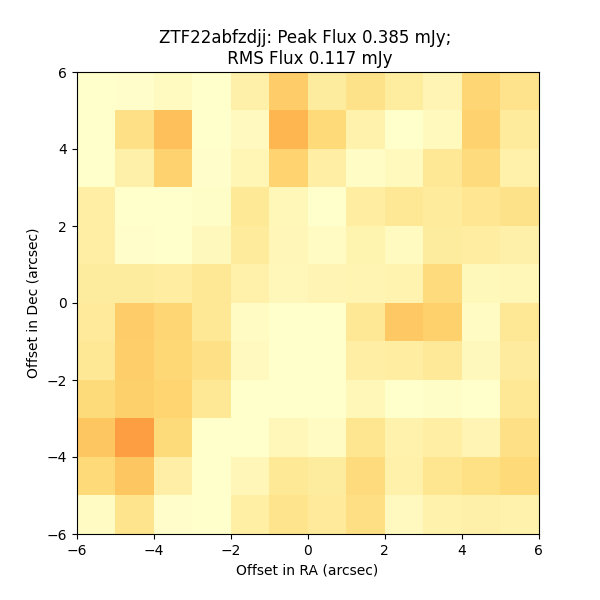 ZTF22abfzdjj: Peak Flux 0.385 mJy;
RMS Flux 0.117 mJy
6
4
2
0
−2
−4
−6
Offset in Dec (arcsec)
−6 −4 −2 0 2 4 6
Offset in RA (arcsec)